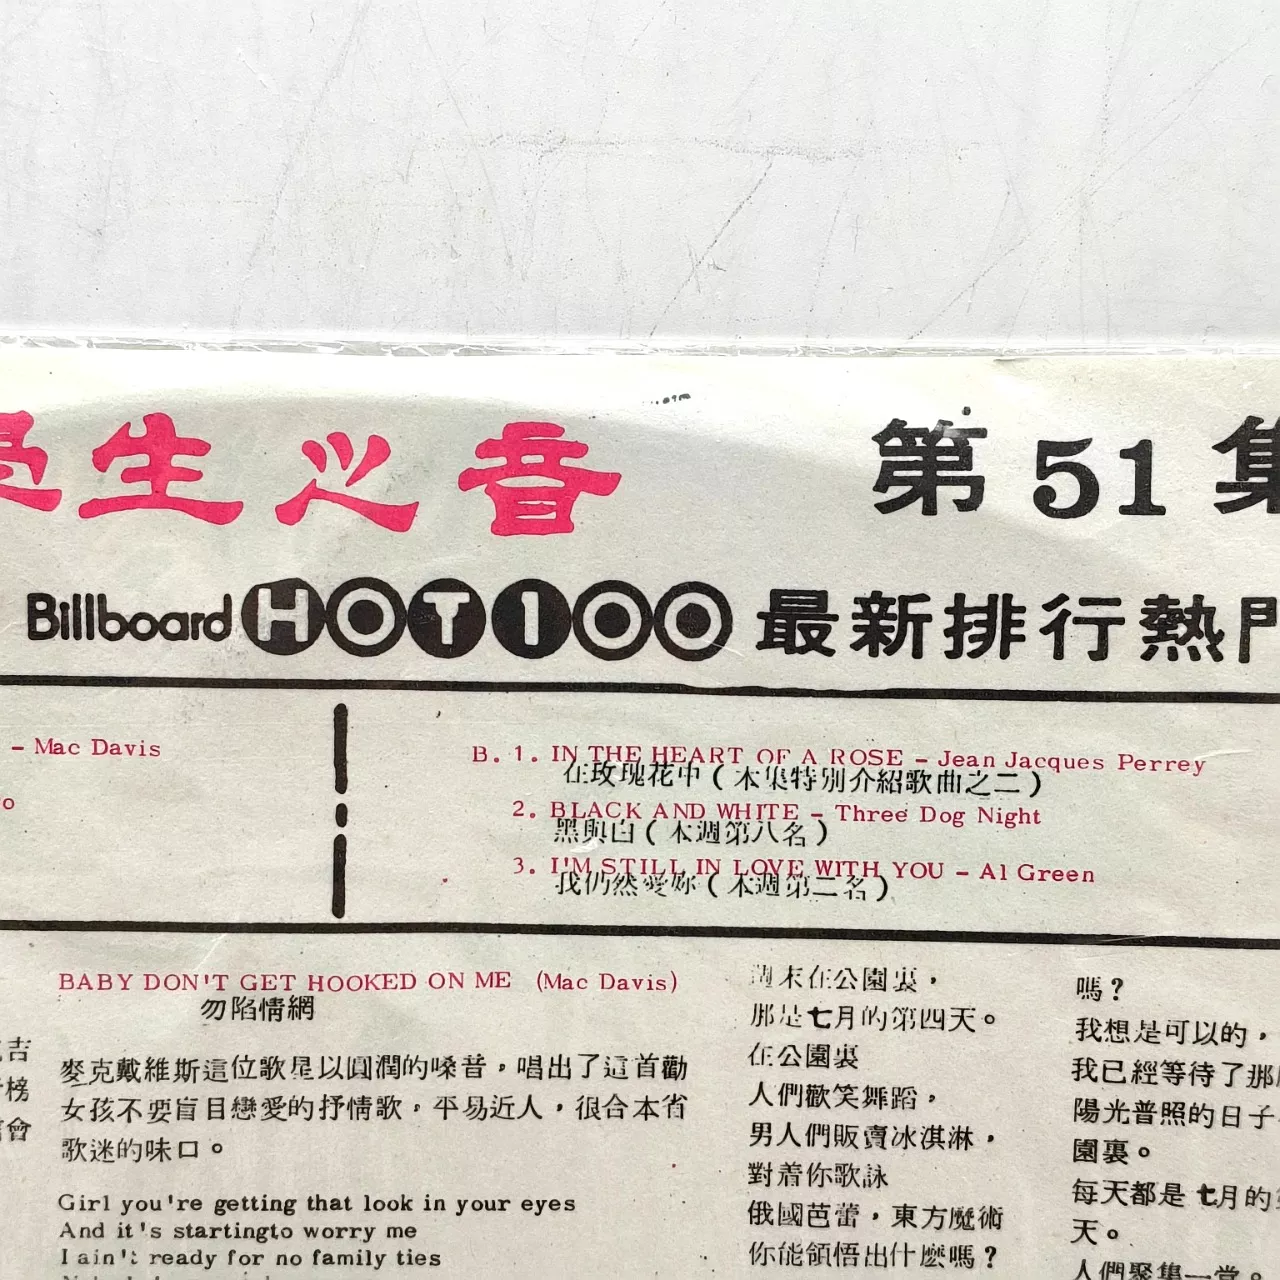 學生之音 第51集
Billboard HOT100 最新排行熱門
- Mac Davis
B. 1. IN THE HEART OF A ROSE - Jean Jacques Perrey
在玫瑰花中（本集特別介紹歌曲之二）
2. BLACK AND WHITE - Three Dog Night
黑與白（本週第八名）
3. I'M STILL IN LOVE WITH YOU - Al Green
我仍然愛妳（本週第二名）
BABY DON'T GET HOOKED ON ME (Mac Davis)
勿陷情網
麥克戴維斯這位歌星以圓潤的嗓音，唱出了這首勸
女孩不要盲目戀愛的抒情歌，平易近人，很合本省
歌迷的味口。
Girl you're getting that look in your eyes
And it's startingto worry me
I ain't ready for no family ties
週末在公園裏，
那是七月的第四天。
在公園裏
人們歡笑舞蹈，
男人們販賣冰淇淋，
對着你歌詠
俄國芭蕾，東方魔術
你能領悟出什麼嗎？
嗎？
我想是可以的，
我已經等待了那
陽光普照的日子
園裏。
每天都是七月的
天。
人們聚集一堂。